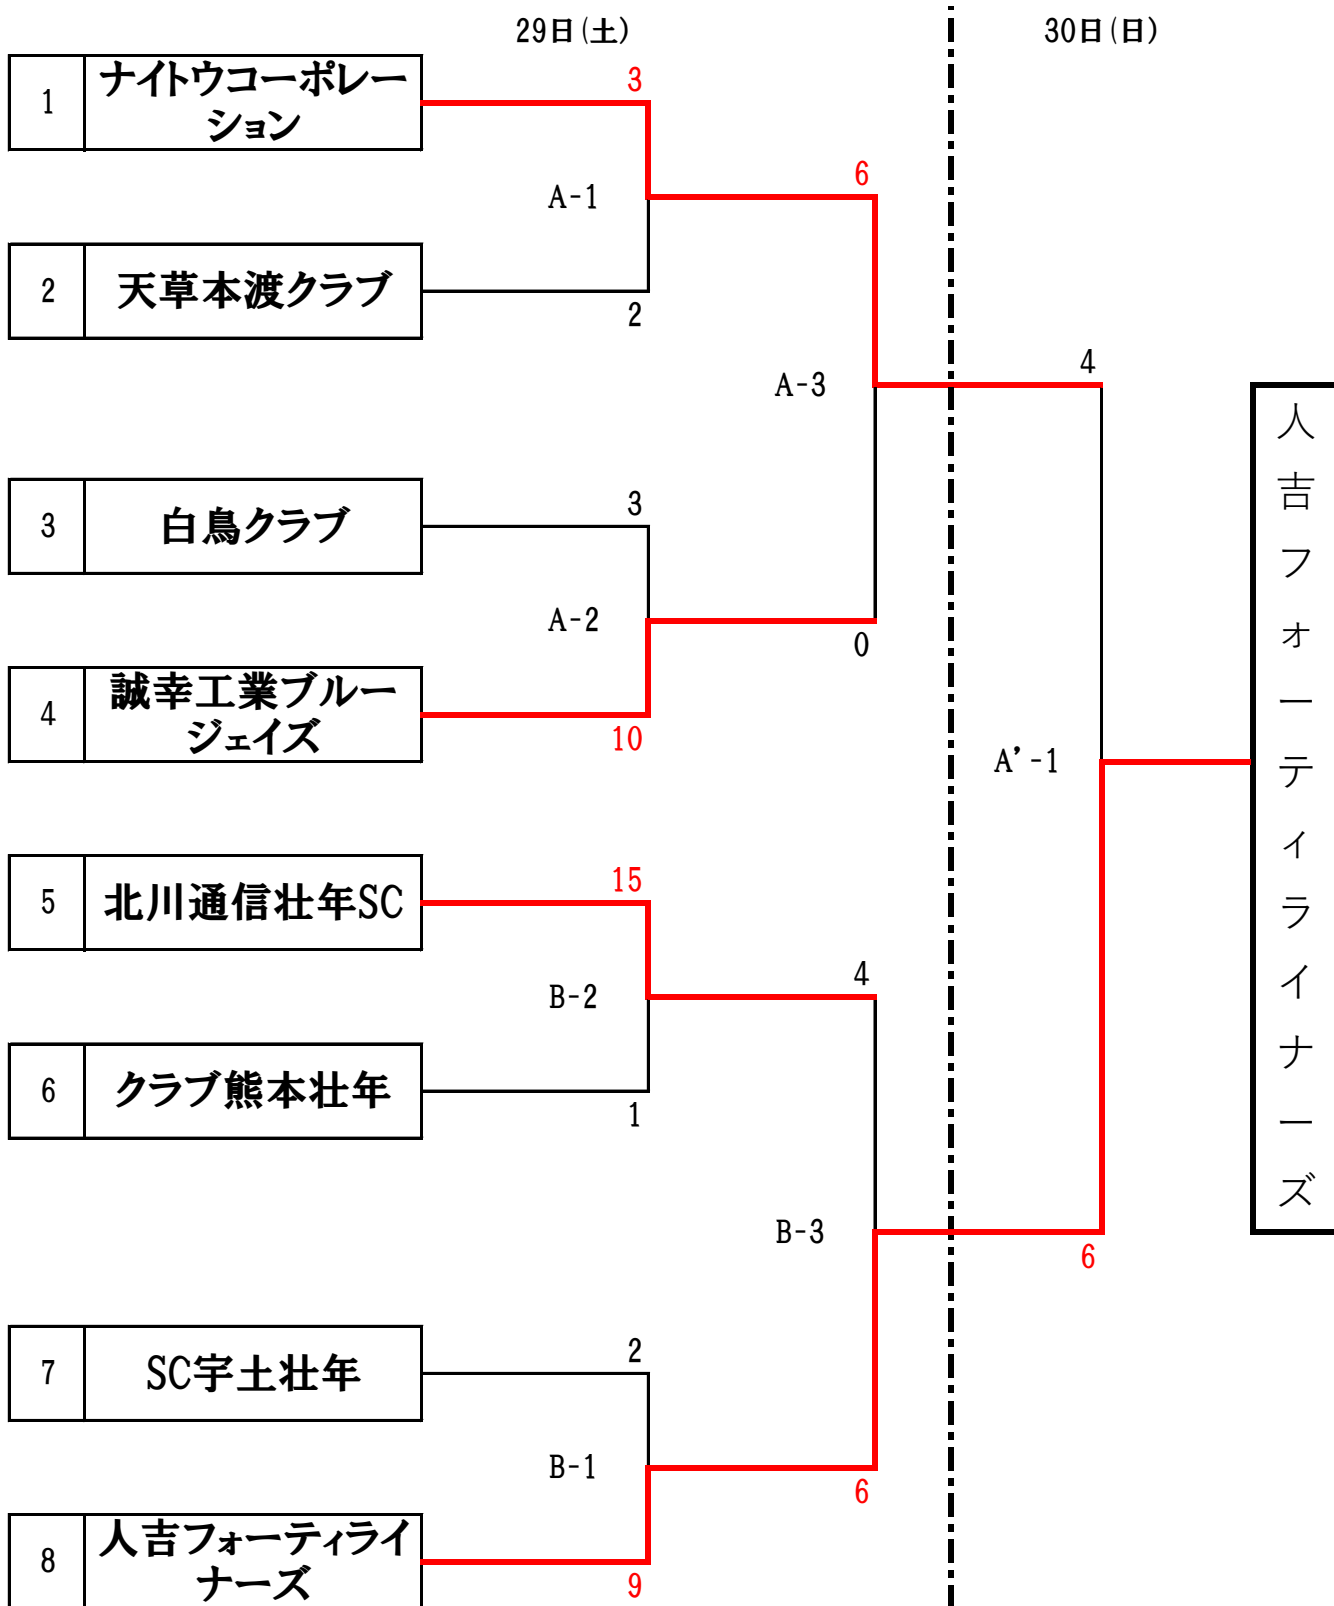 29日(土)
30日(日)
1
ナイトウコーポレー
ション
3
A-1
6
2
天草本渡クラブ
2
A-3
4
3
白鳥クラブ
3
A-2
0
4
誠幸工業ブルー
ジェイズ
10
A'-1
人吉フォーティライナーズ
5
北川通信壮年SC
15
B-2
4
6
クラブ熊本壮年
1
B-3
6
7
SC宇土壮年
2
B-1
6
8
人吉フォーティライ
ナーズ
9